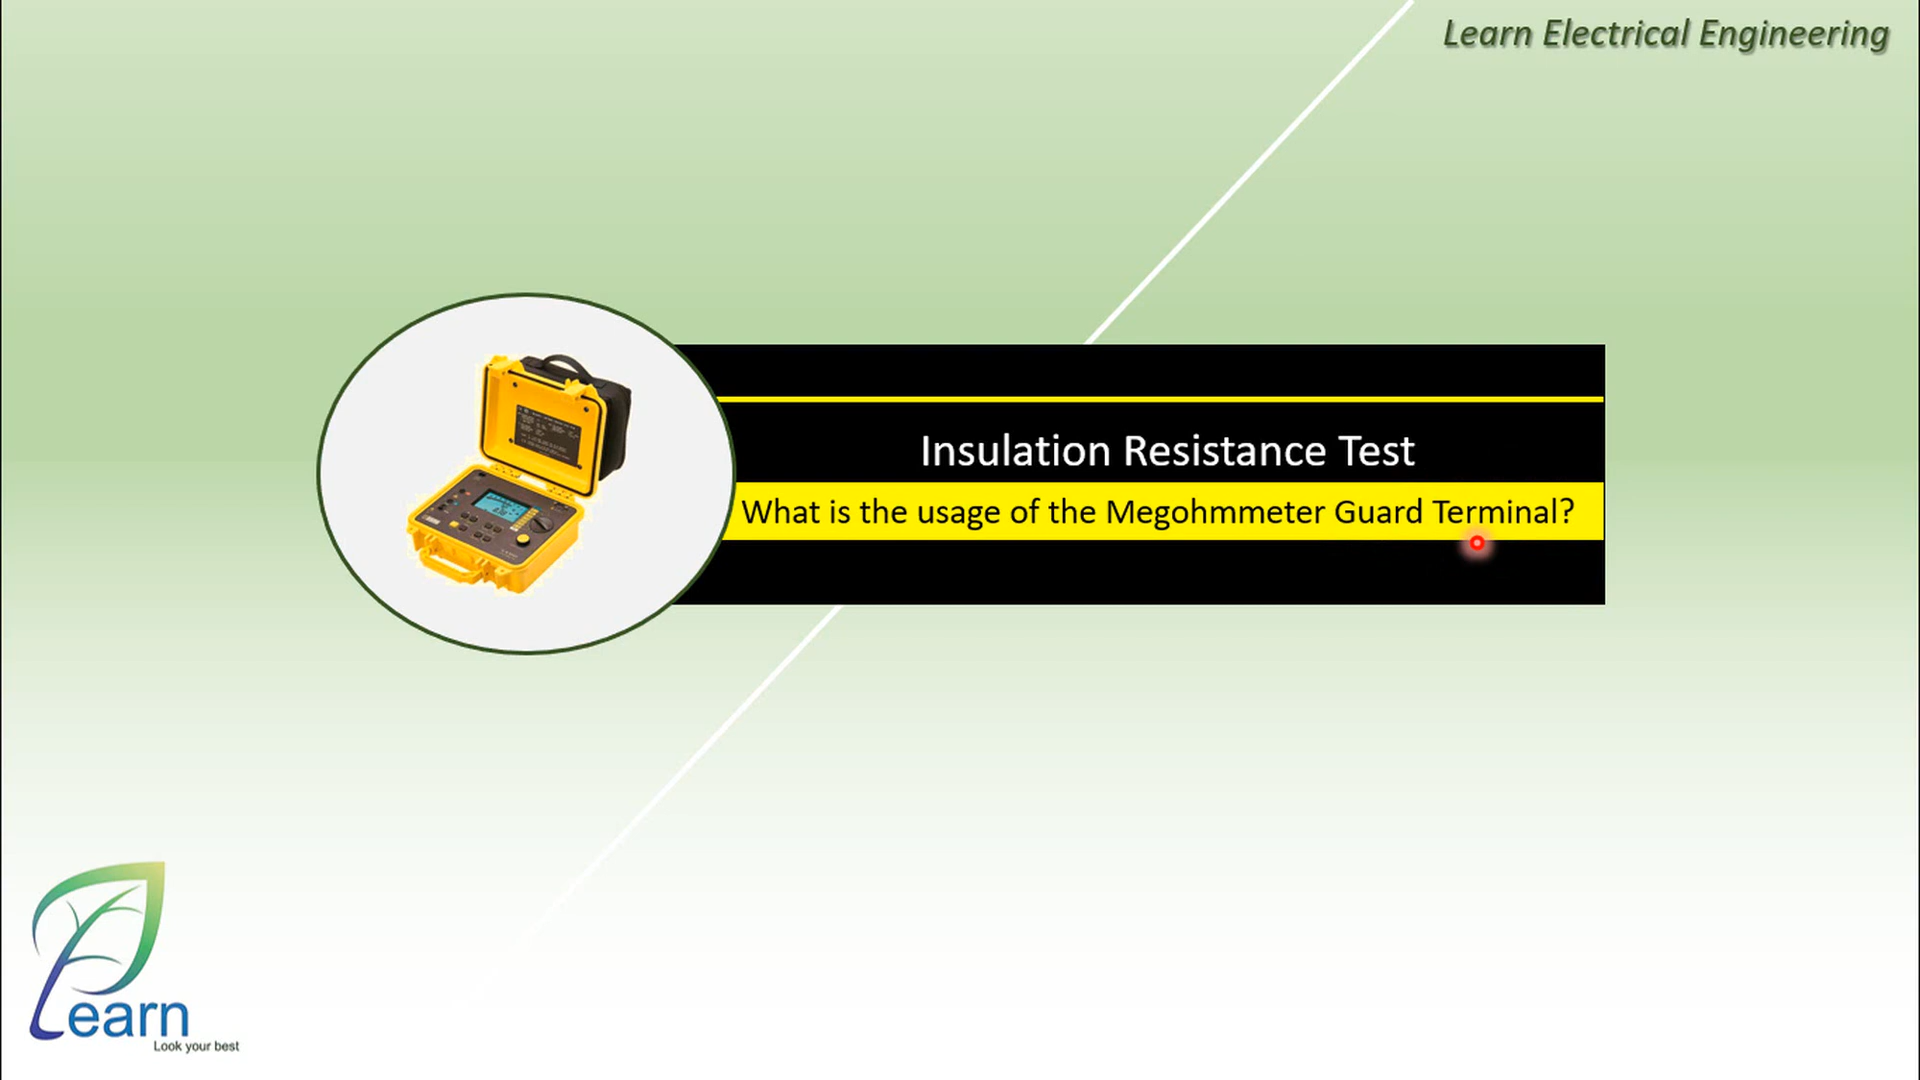 Learn Electrical Engineering
Insulation Resistance Test
What is the usage of the Megohmmeter Guard Terminal?
Learn
Look your best